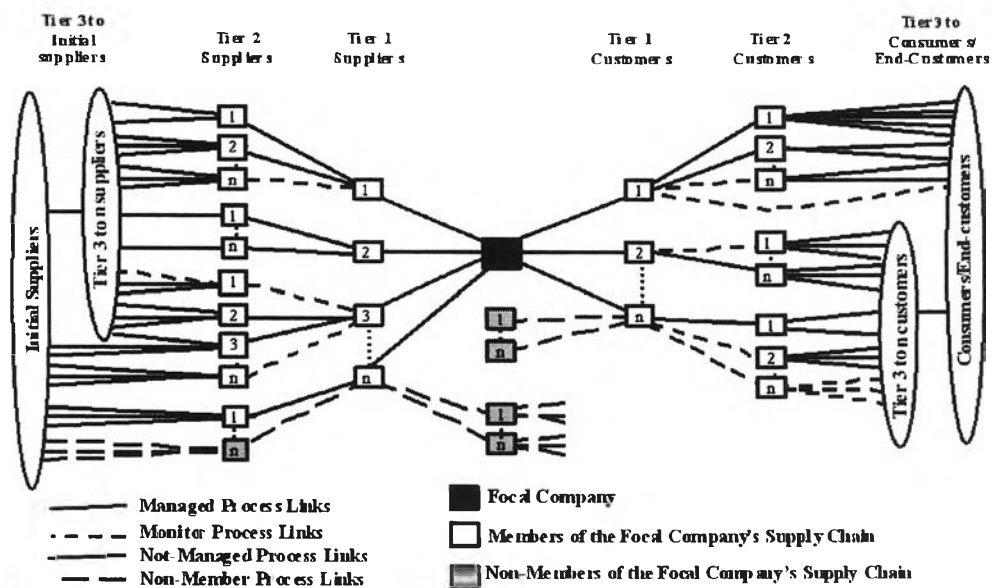 Tier 3 to
Initial
suppliers
Tier 2
Suppliers
Tier 1
Suppliers
Tier 1
Customers
Tier 2
Customers
Tier 3 to
Consumers/
End-Customers
Initial Suppliers
Tier 3 to n suppliers
1
2
n
1
n
1
2
3
n
1
n
1
2
3
n
1
n
1
n
1
2
n
1
2
n
1
n
1
2
n
Tier 3 to n customers
Consumers/End-customers
Managed Process Links
Monitor Process Links
Not-Managed Process Links
Non-Member Process Links
Focal Company
Members of the Focal Company's Supply Chain
Non-Members of the Focal Company's Supply Chain